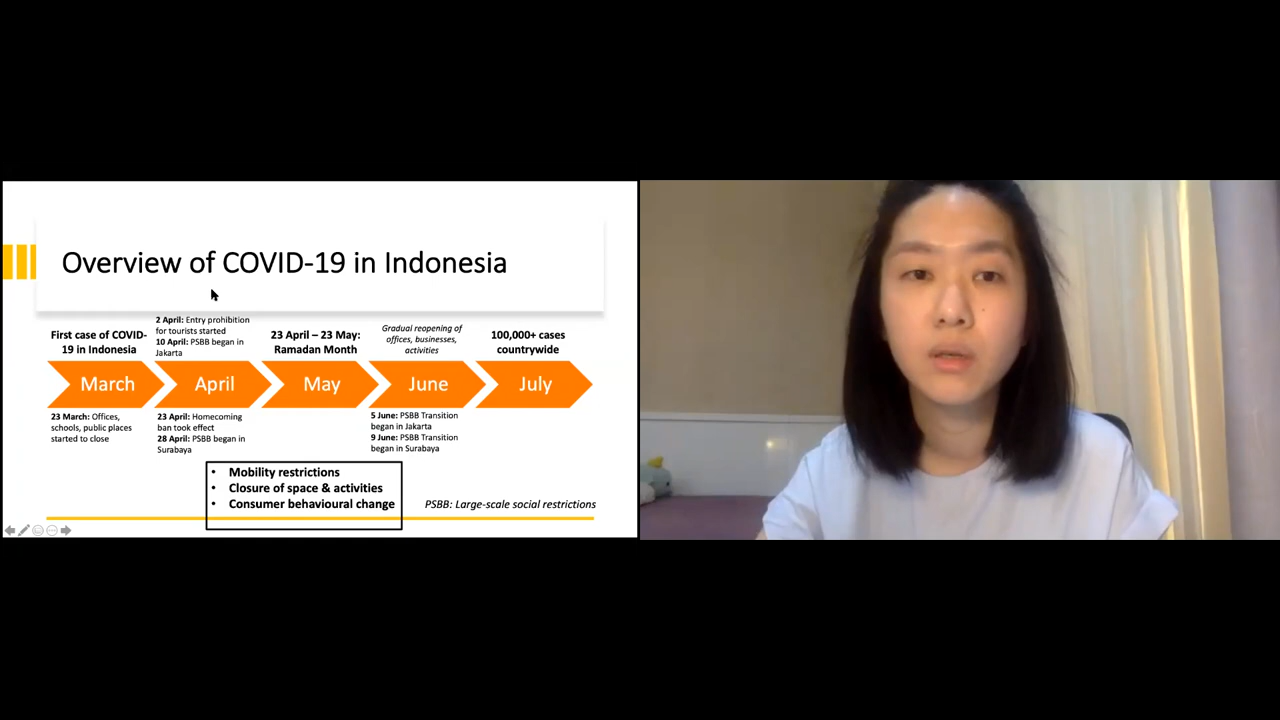 Overview of COVID-19 in Indonesia
First case of COVID-
19 in Indonesia
2 April: Entry prohibition
for tourists started
10 April: PSBB began in
Jakarta
23 April – 23 May:
Ramadan Month
Gradual reopening of
offices, businesses,
activities
100,000+ cases
countrywide
March
April
May
June
July
23 March: Offices,
schools, public places
started to close
23 April: Homecoming
ban took effect
28 April: PSBB began in
Surabaya
5 June: PSBB Transition
began in Jakarta
9 June: PSBB Transition
began in Surabaya
• Mobility restrictions
• Closure of space & activities
• Consumer behavioural change
PSBB: Large-scale social restrictions